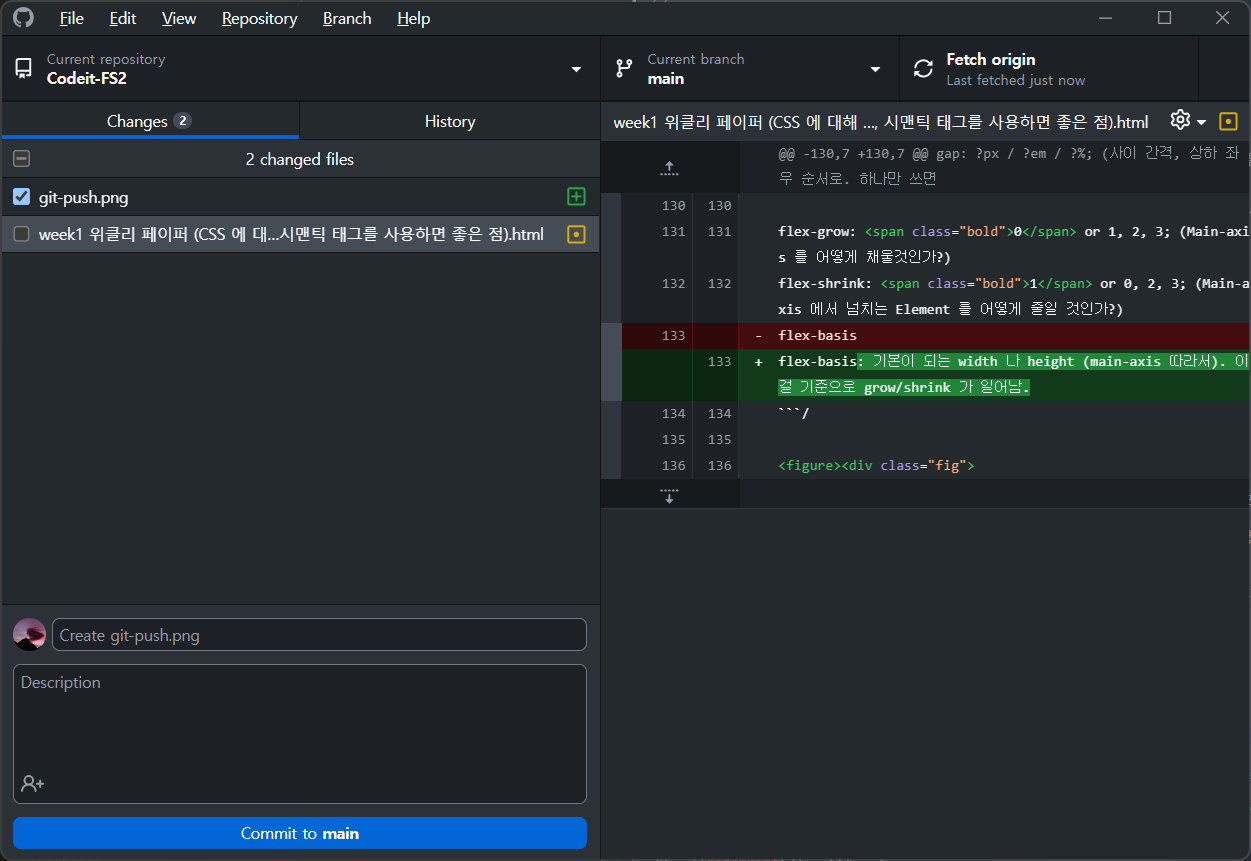 File Edit View Repository Branch Help
Current repository
Codeit-FS2
Current branch
main
Fetch origin
Last fetched just now
Changes 2
History
2 changed files
git-push.png
week1 위클리 페이퍼 (CSS 에 대...시맨틱 태그를 사용하면 좋은 점).html
week1 위클리 페이퍼 (CSS 에 대해 ..., 시맨틱 태그를 사용하면 좋은 점).html
@@ -130,7 +130,7 @@ gap: ?px / ?em / ?%; (사이 간격, 상하 좌
우 순서로. 하나만 쓰면
130 130
131 131 flex-grow: <span class="bold">0</span> or 1, 2, 3; (Main-axi
s 를 어떻게 채울것인가?)
132 132 flex-shrink: <span class="bold">1</span> or 0, 2, 3; (Main-a
xis 에서 넘치는 Element 를 어떻게 줄일 것인가?)
133 - flex-basis
133 + flex-basis: 기본이 되는 width 나 height (main-axis 따라서). 이
걸 기준으로 grow/shrink 가 일어남.
134 134 ```/
135 135
136 136 <figure><div class="fig">
Create git-push.png
Description
Commit to main